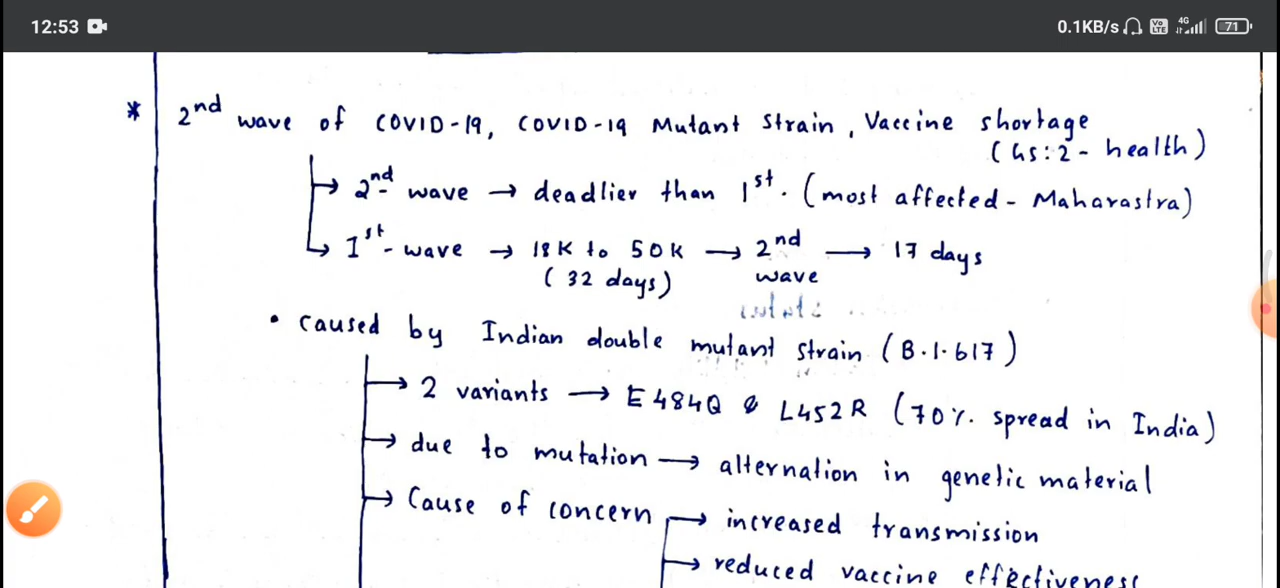 12:53 0.1KB/s Vo LTE 4G 71
* 2nd wave of COVID-19, COVID-19 Mutant Strain, Vaccine shortage
(GS:2 - health)
→ 2nd wave → deadlier than 1st. (most affected - Maharastra)
→ 1st - wave → 18K to 50K → 2nd wave → 17 days
(32 days)
• caused by Indian double mutant strain (B.1.617)
→ 2 variants → E484Q & L452R (70%. spread in India)
→ due to mutation → alternation in genetic material
→ Cause of concern → increased transmission
→ reduced vaccine effectiveness